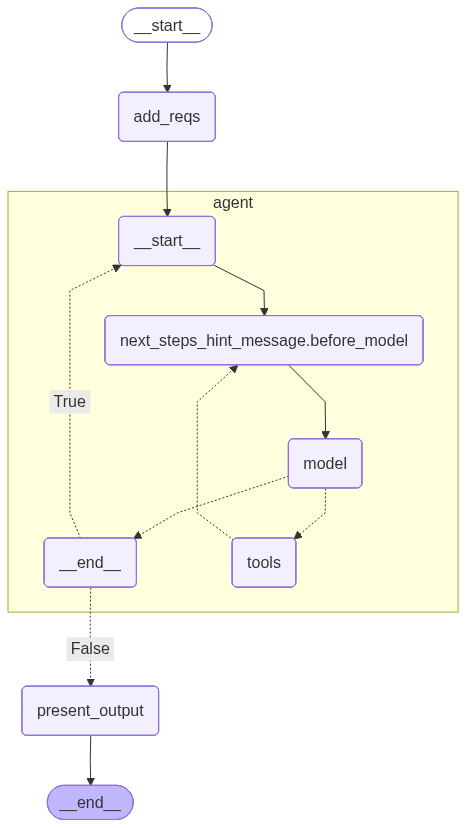 __start__
add_reqs
agent
__start__
next_steps_hint_message.before_model
True
model
__end__
tools
False
present_output
__end__